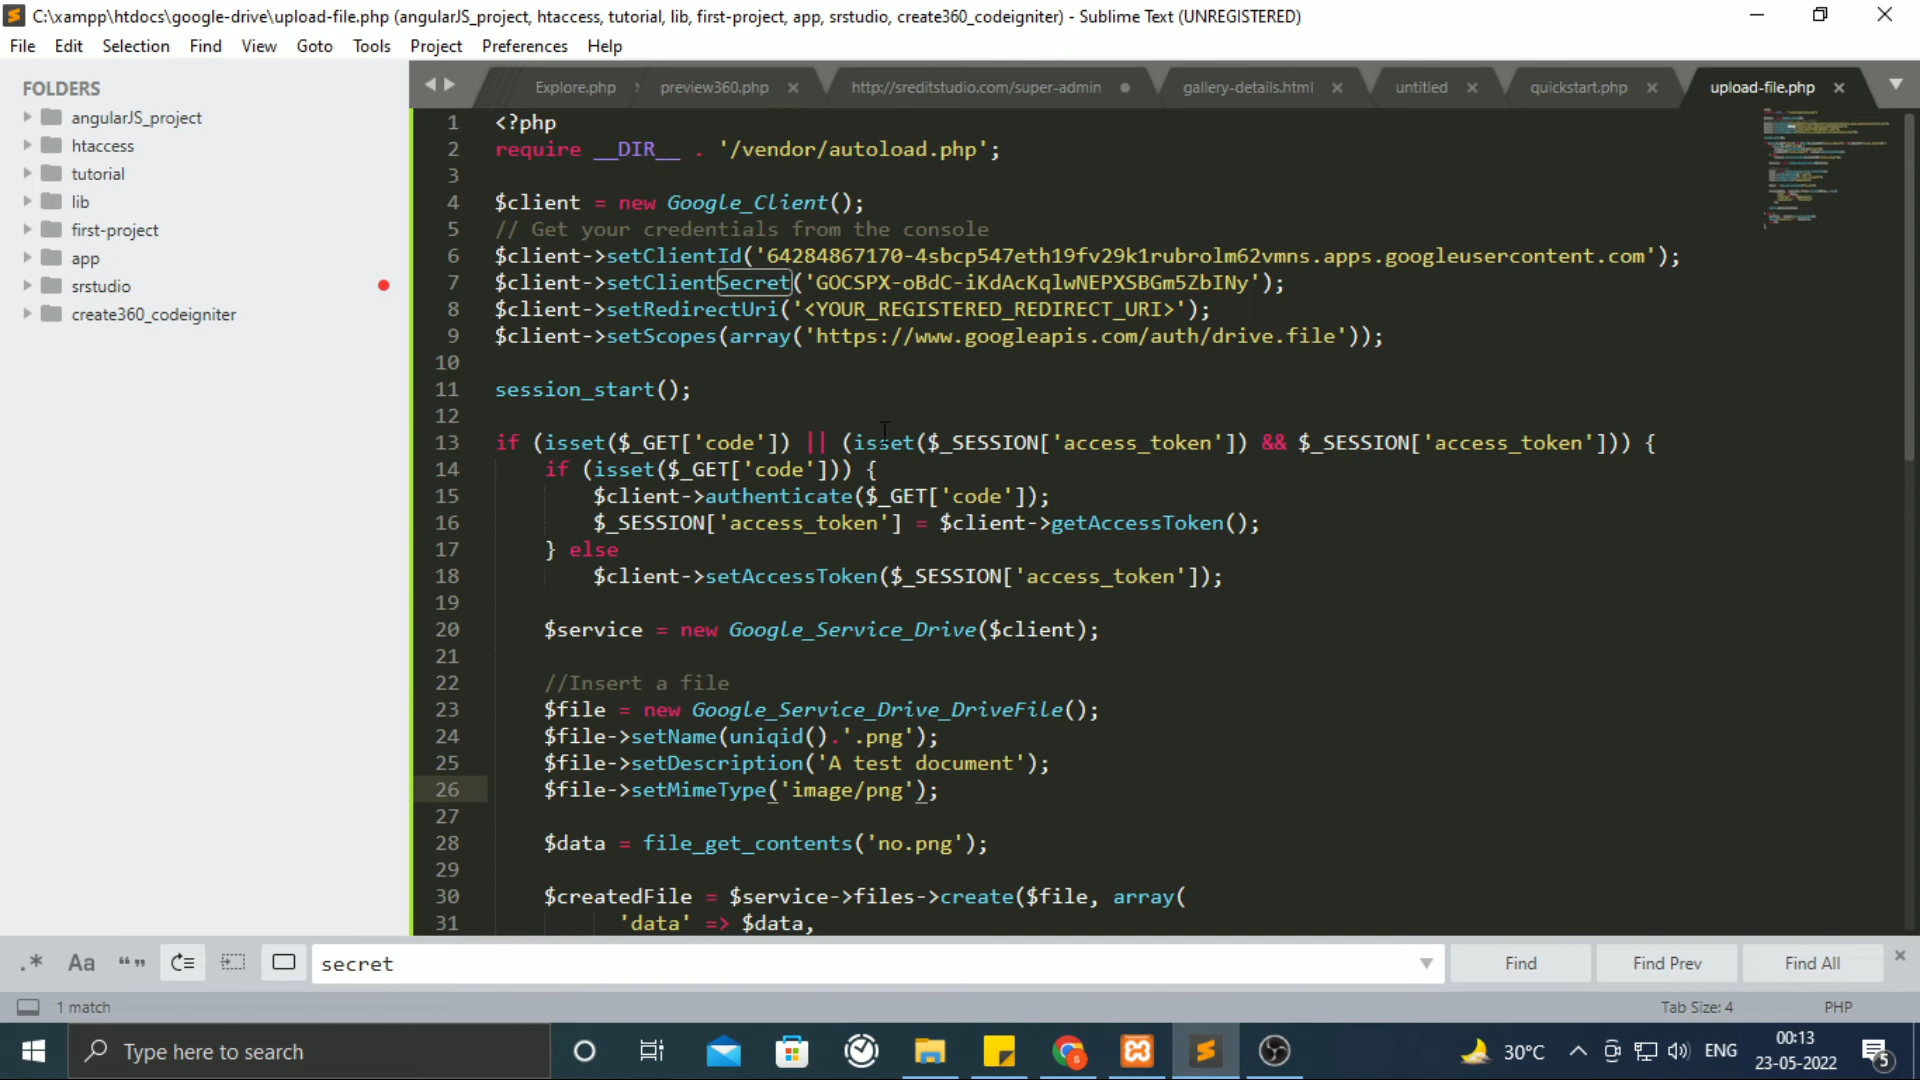 C:\xampp\htdocs\google-drive\upload-file.php (angularJS_project, htaccess, tutorial, lib, first-project, app, srstudio, create360_codeigniter) - Sublime Text (UNREGISTERED)
File Edit Selection Find View Goto Tools Project Preferences Help
FOLDERS
angularJS_project
htaccess
tutorial
lib
first-project
app
srstudio
create360_codeigniter
Explore.php preview360.php http://sreditstudio.com/super-admin gallery-details.html untitled quickstart.php upload-file.php
1 <?php
2 require __DIR__ . '/vendor/autoload.php';
3
4 $client = new Google_Client();
5 // Get your credentials from the console
6 $client->setClientId('64284867170-4sbcp547eth19fv29k1rubrolm62vmns.apps.googleusercontent.com');
7 $client->setClientSecret('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');
8 $client->setRedirectUri('<YOUR_REGISTERED_REDIRECT_URI>');
9 $client->setScopes(array('https://www.googleapis.com/auth/drive.file'));
10
11 session_start();
12
13 if (isset($_GET['code']) || (isset($_SESSION['access_token']) && $_SESSION['access_token'])) {
14 if (isset($_GET['code'])) {
15 $client->authenticate($_GET['code']);
16 $_SESSION['access_token'] = $client->getAccessToken();
17 } else
18 $client->setAccessToken($_SESSION['access_token']);
19
20 $service = new Google_Service_Drive($client);
21
22 //Insert a file
23 $file = new Google_Service_Drive_DriveFile();
24 $file->setName(uniqid().'.png');
25 $file->setDescription('A test document');
26 $file->setMimeType('image/png');
27
28 $data = file_get_contents('no.png');
29
30 $createdFile = $service->files->create($file, array(
31 'data' => $data,
.* Aa “” secret Find Find Prev Find All
1 match Tab Size: 4 PHP
Type here to search 30°C ENG 00:13
23-05-2022 5